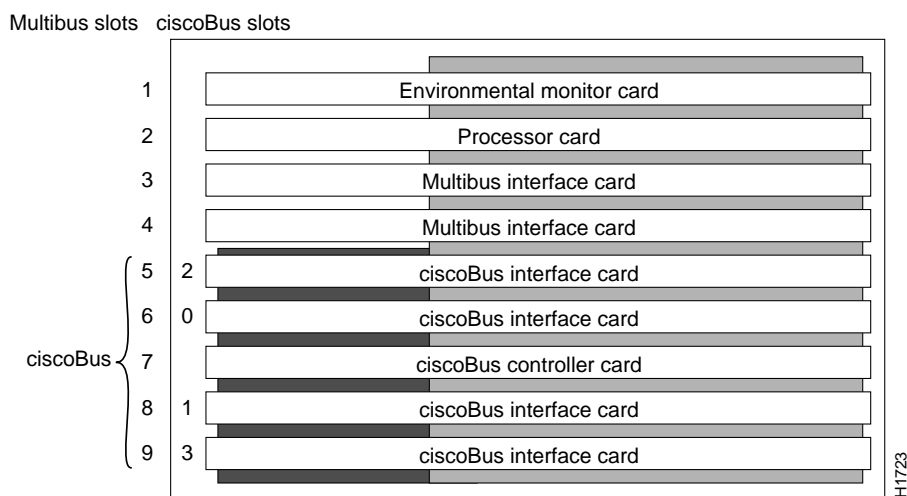 Multibus slots ciscoBus slots
1 Environmental monitor card
2 Processor card
3 Multibus interface card
4 Multibus interface card
5 2 ciscoBus interface card
6 0 ciscoBus interface card
ciscoBus 7 ciscoBus controller card
8 1 ciscoBus interface card
9 3 ciscoBus interface card
H1723